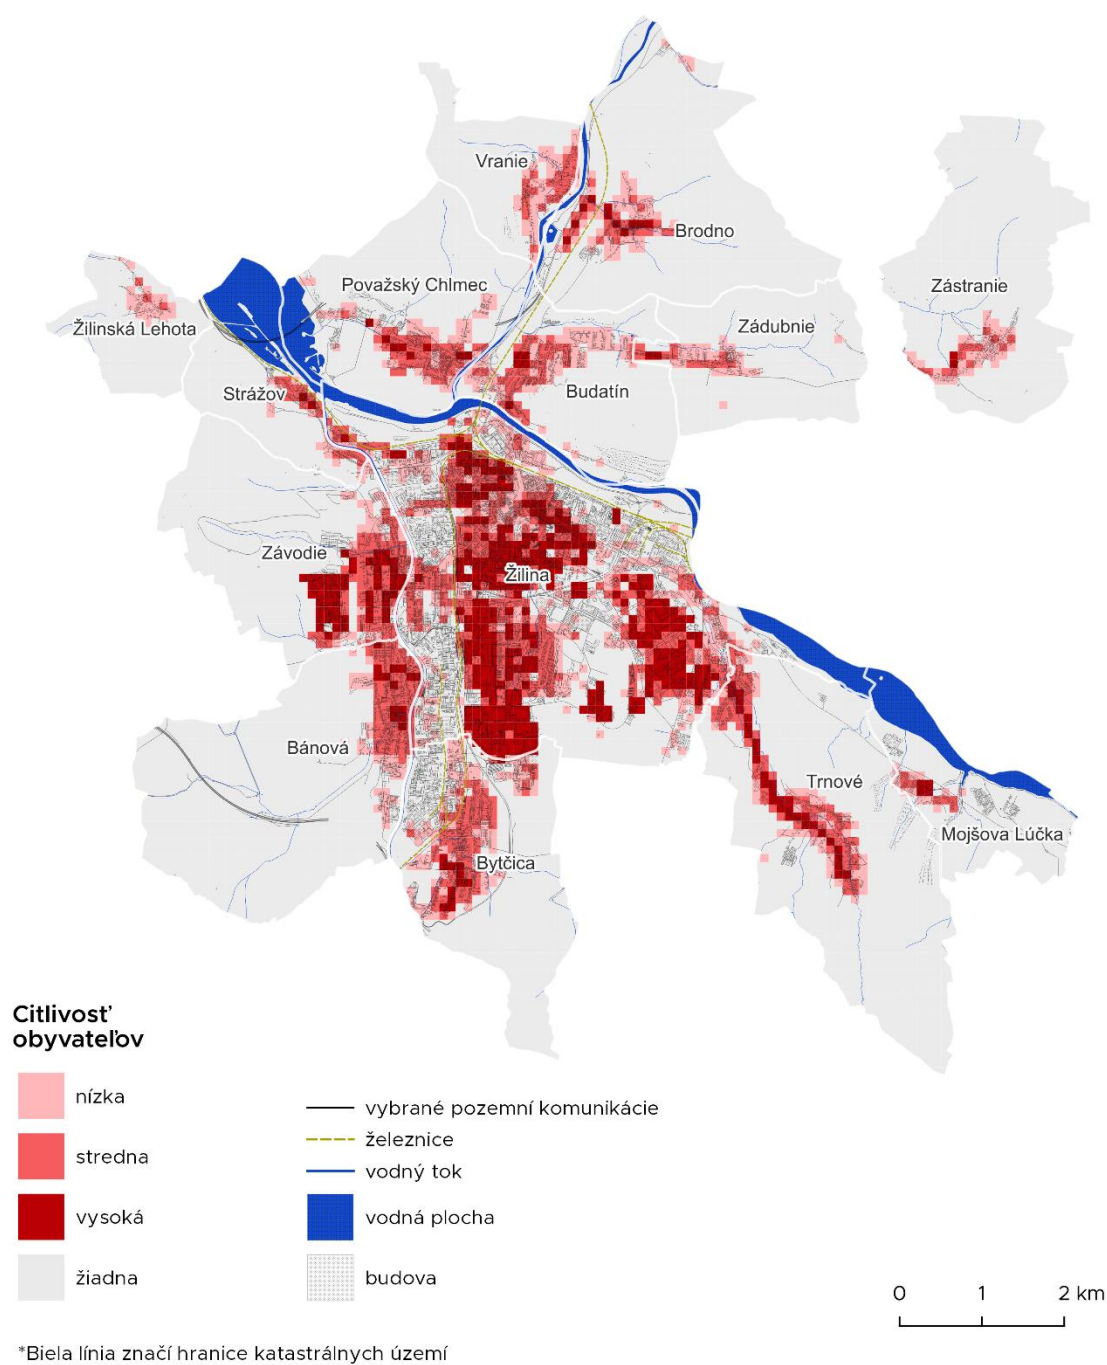 Vranie
Brodno
Považský Chlmec
Zástranie
Žilinská Lehota
Zádubnie
Strážov
Budatín
Závodie
Žilina
Bánová
Trnové
Mojšova Lúčka
Bytčica
Citlivosť
obyvateľov
nízka
stredna
vysoká
žiadna
vybrané pozemní komunikácie
železnice
vodný tok
vodná plocha
budova
0 1 2 km
*Biela línia značí hranice katastrálnych území